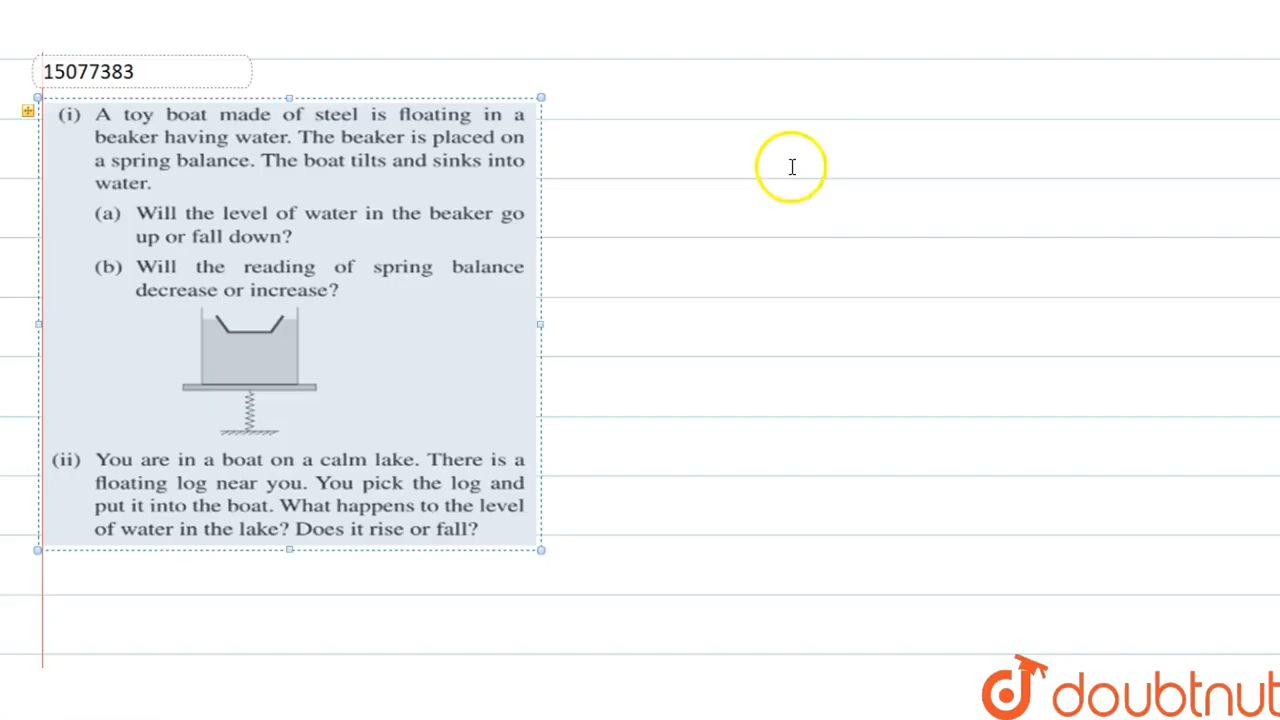 15077383
(i) A toy boat made of steel is floating in a
beaker having water. The beaker is placed on
a spring balance. The boat tilts and sinks into
water.
(a) Will the level of water in the beaker go
up or fall down?
(b) Will the reading of spring balance
decrease or increase?
(ii) You are in a boat on a calm lake. There is a
floating log near you. You pick the log and
put it into the boat. What happens to the level
of water in the lake? Does it rise or fall?
doubtnut